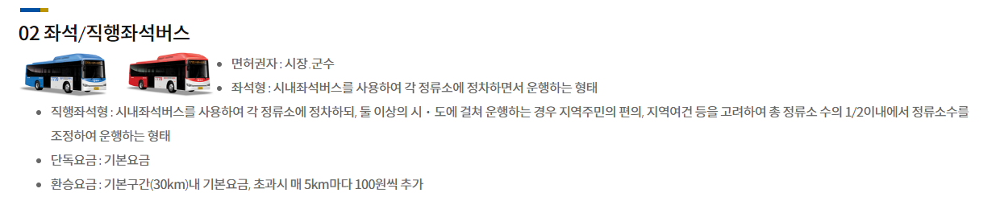 02 좌석/직행좌석버스
면허권자 : 시장.군수
좌석형 : 시내좌석버스를 사용하여 각 정류소에 정차하면서 운행하는 형태
직행좌석형 : 시내좌석버스를 사용하여 각 정류소에 정차하되, 둘 이상의 시・도에 걸쳐 운행하는 경우 지역주민의 편의, 지역여건 등을 고려하여 총 정류소 수의 1/2이내에서 정류소수를
조정하여 운행하는 형태
단독요금 : 기본요금
환승요금 : 기본구간(30km)내 기본요금, 초과시 매 5km마다 100원씩 추가